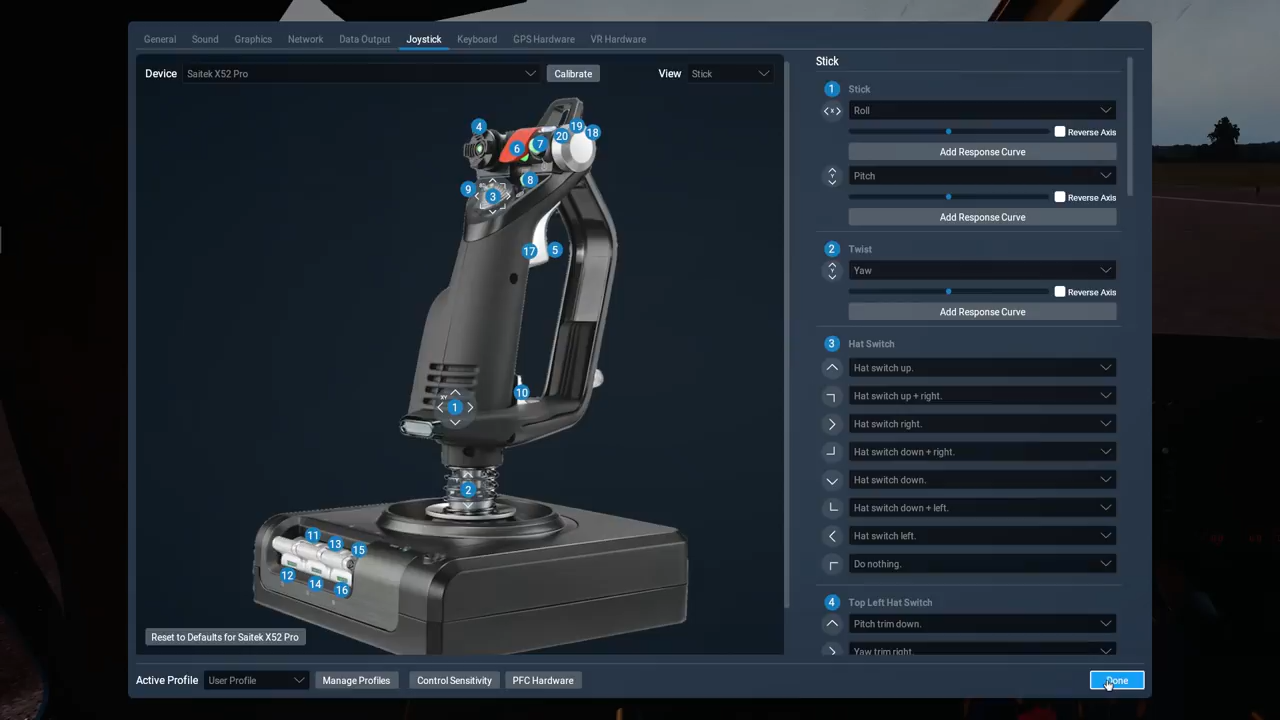 General Sound Graphics Network Data Output Joystick Keyboard GPS Hardware VR Hardware
Device Saitek X52 Pro Calibrate View Stick
4
19
18
20
6
7
8
9
3
17
5
10
XY
1
2
11
13
15
12
14
16
Reset to Defaults for Saitek X52 Pro
Stick
1 Stick
X Roll
Reverse Axis
Add Response Curve
Y Pitch
Reverse Axis
Add Response Curve
2 Twist
Y Yaw
Reverse Axis
Add Response Curve
3 Hat Switch
Hat switch up.
Hat switch up + right.
Hat switch right.
Hat switch down + right.
Hat switch down.
Hat switch down + left.
Hat switch left.
Do nothing.
4 Top Left Hat Switch
Pitch trim down.
Yaw trim right.
Active Profile User Profile Manage Profiles Control Sensitivity PFC Hardware Done